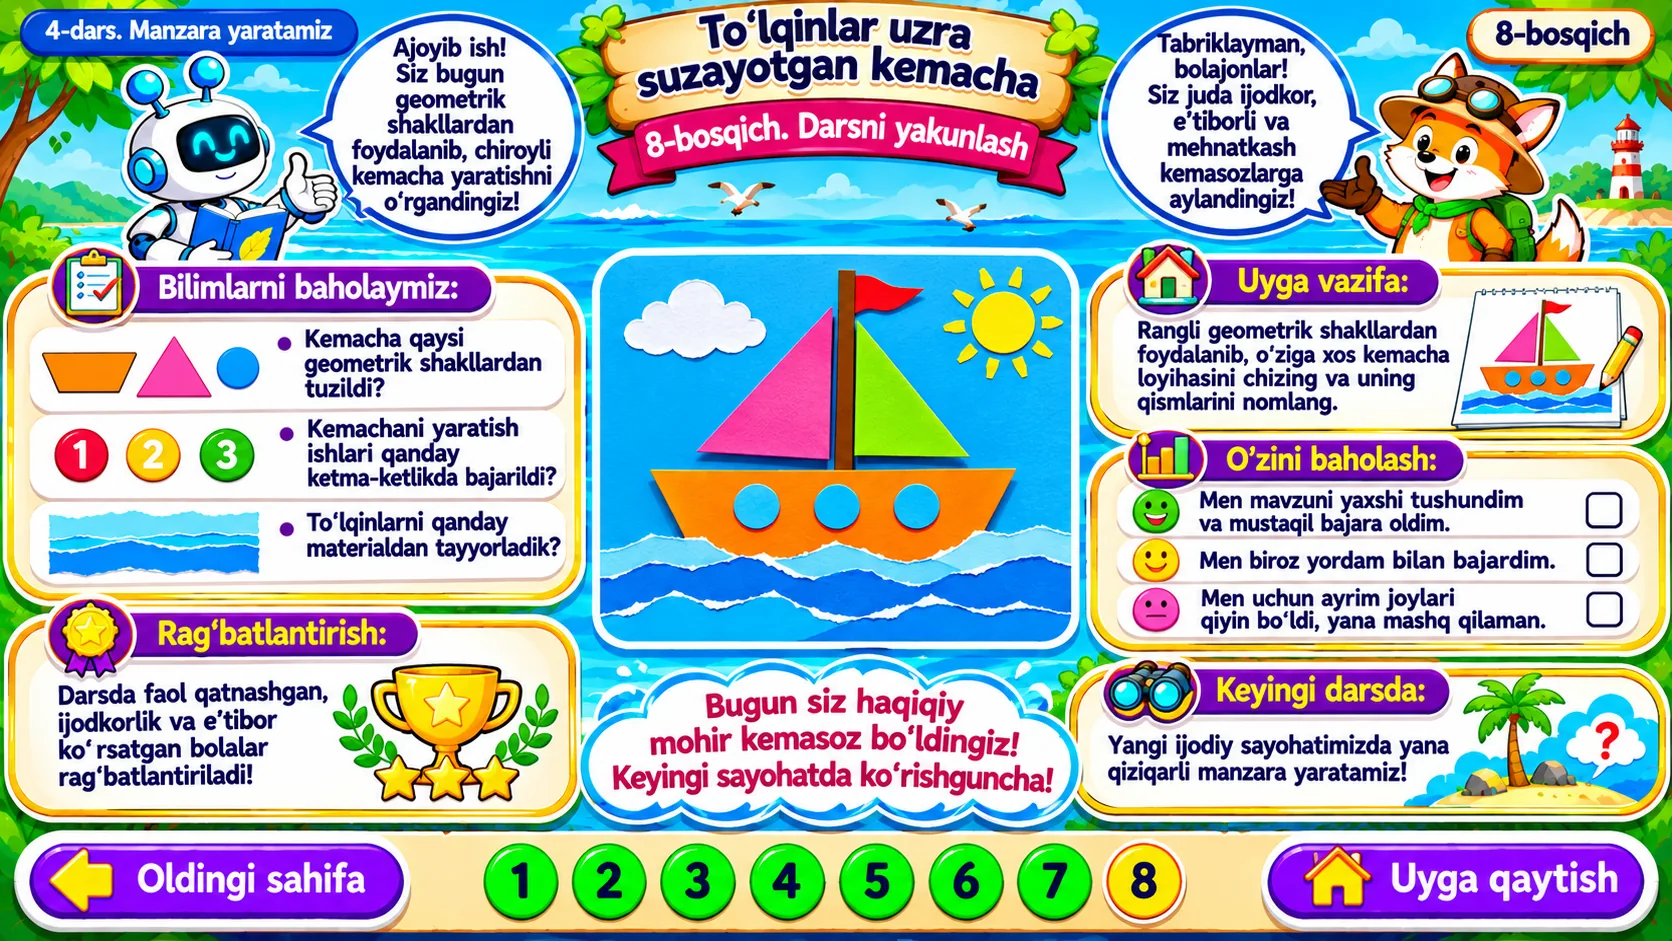 4-dars. Manzara yaratamiz
Ajoyib ish!
Siz bugun
geometrik
shakllardan
foydalanib, chiroyli
kemacha yaratishni
o‘rgandingiz!
To‘lqinlar uzra
suzayotgan kemacha
8-bosqich. Darsni yakunlash
Tabriklayman,
bolajonlar!
Siz juda ijodkor,
e’tiborli va
mehnatkash
kemasozlarga
aylandingiz!
8-bosqich
Bilimlarni baholaymiz:
• Kemacha qaysi
geometrik shakllardan
tuzildi?
1 2 3
• Kemachani yaratish
ishlari qanday
ketma-ketlikda bajarildi?
• To‘lqinlarni qanday
materialdan tayyorladik?
Rag‘batlantirish:
Darsda faol qatnashgan,
ijodkorlik va e’tibor
ko‘ rsatgan bolalar
rag‘batlantiriladi!
Bugun siz haqiqiy
mohir kemasoz bo‘ldingiz!
Keyingi sayohatda ko‘rishguncha!
Uyga vazifa:
Rangli geometrik shakllardan
foydalanib, o‘ziga xos kemacha
loyihasini chizing va uning
qismlarini nomlang.
O’zini baholash:
Men mavzuni yaxshi tushundim
va mustaqil bajara oldim.
Men biroz yordam bilan bajardim.
Men uchun ayrim joylari
qiyin bo‘ldi, yana mashq qilaman.
Keyingi darsda:
Yangi ijodiy sayohatimizda yana
qiziqarli manzara yaratamiz!
?
Oldingi sahifa
1 2 3 4 5 6 7 8
Uyga qaytish